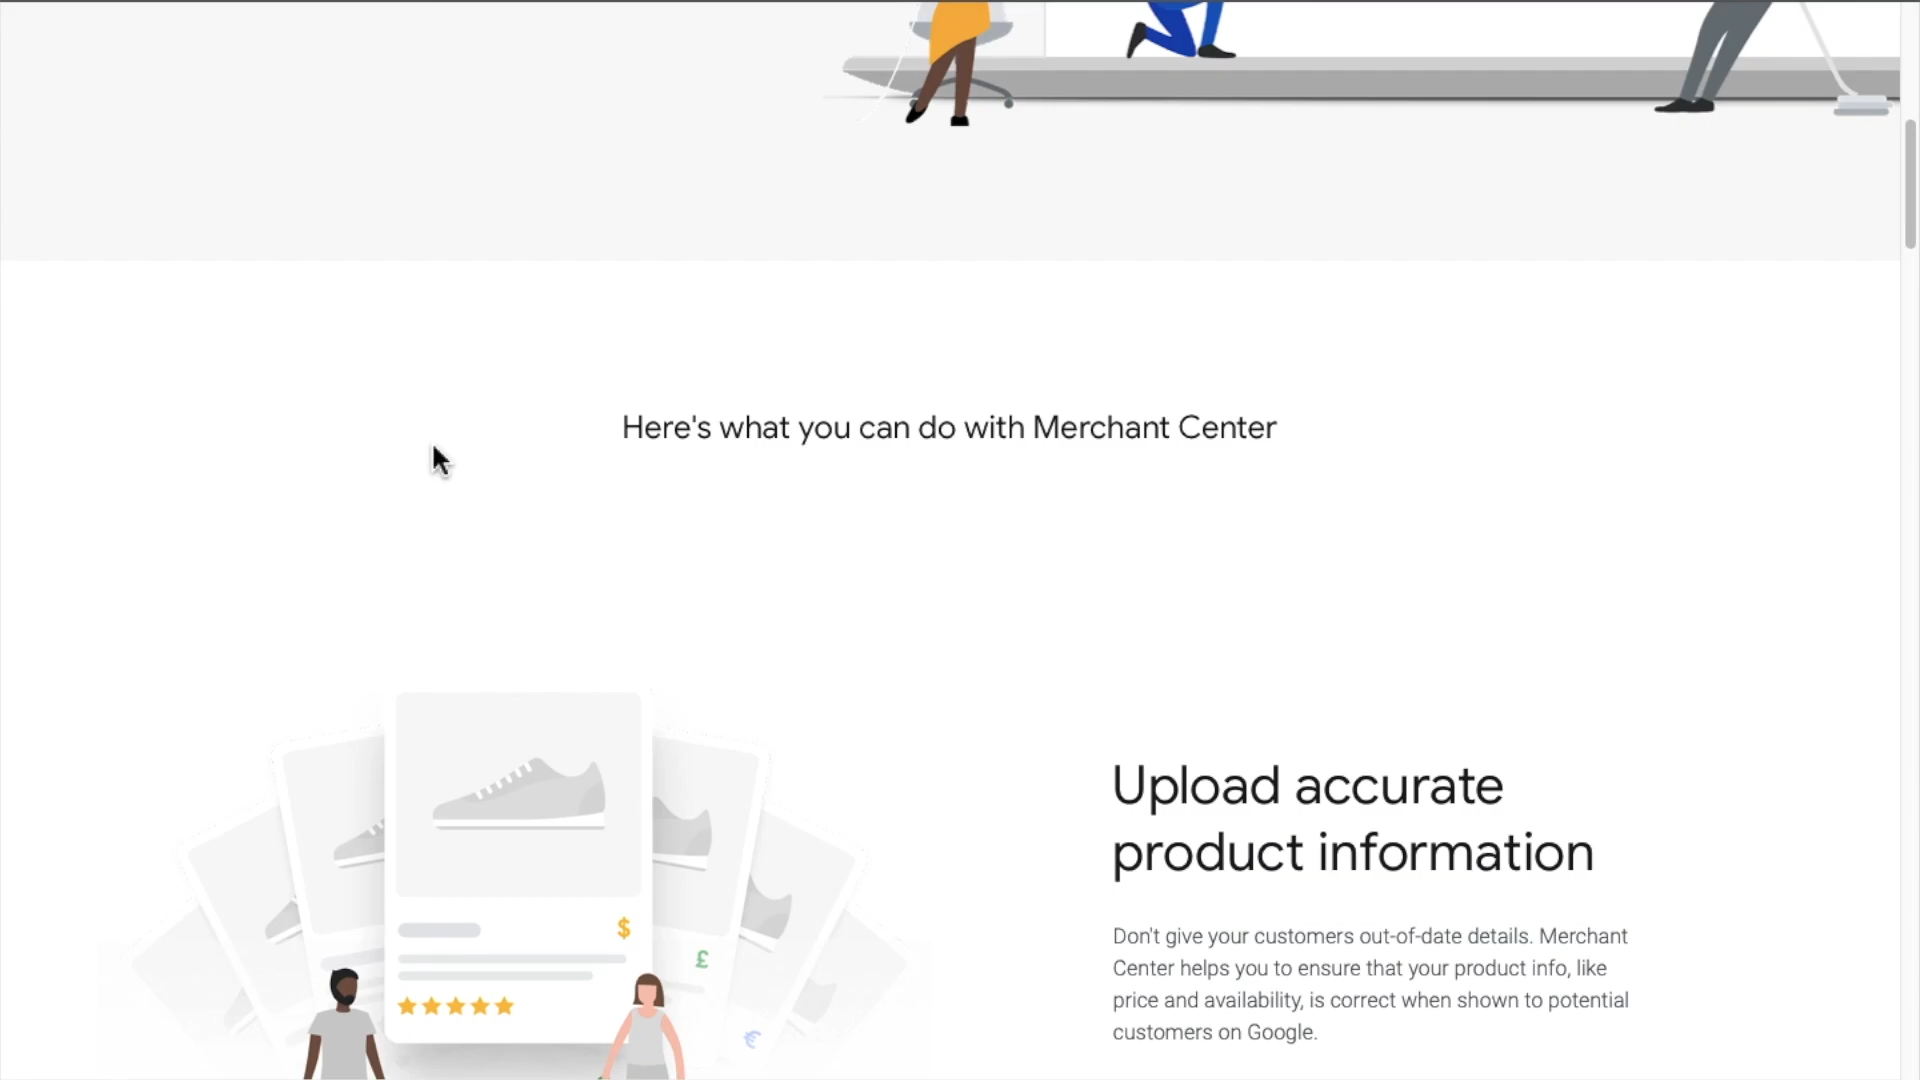 Here's what you can do with Merchant Center
$
£
€
Upload accurate
product information
Don't give your customers out-of-date details. Merchant
Center helps you to ensure that your product info, like
price and availability, is correct when shown to potential
customers on Google.